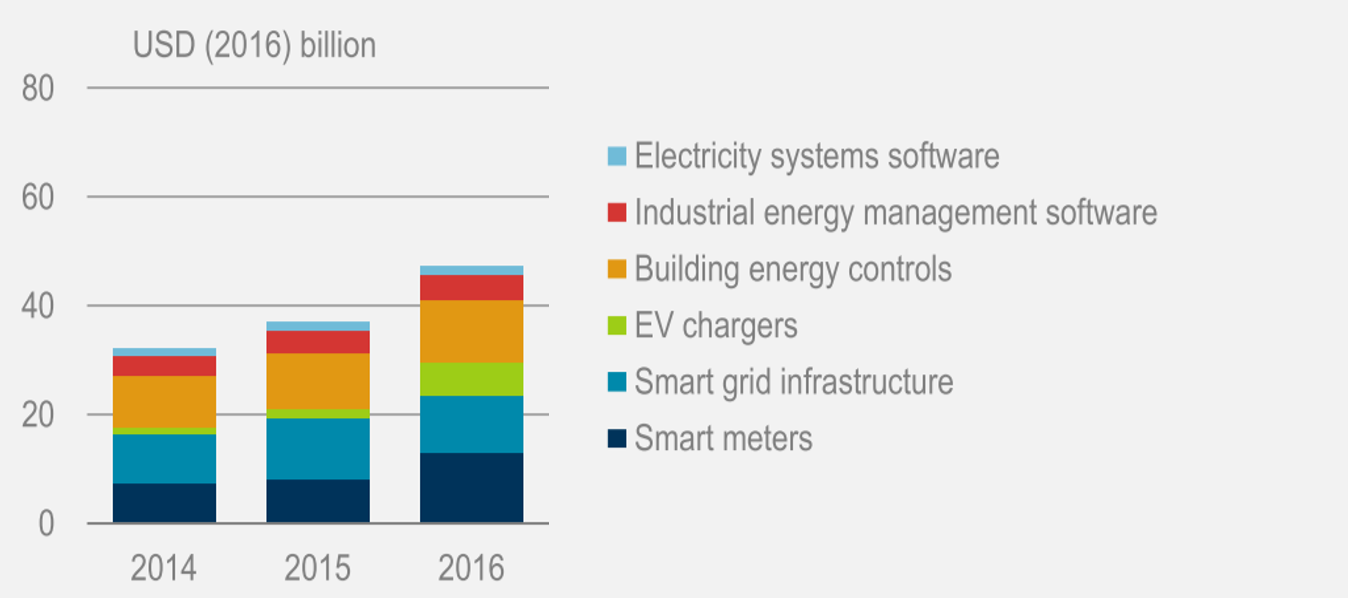 USD (2016) billion
80
60
40
20
0
2014 2015 2016
Electricity systems software
Industrial energy management software
Building energy controls
EV chargers
Smart grid infrastructure
Smart meters